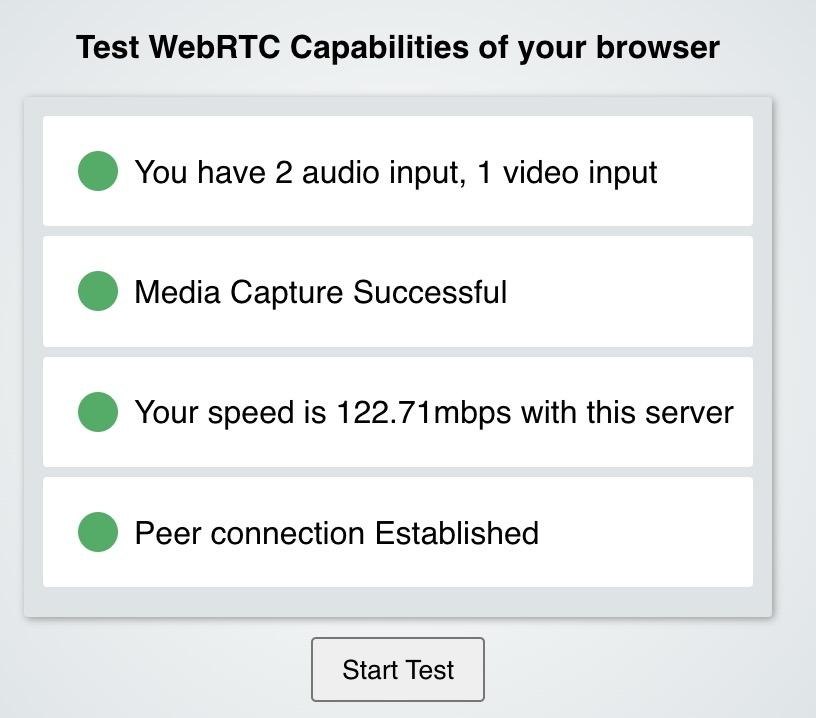 Test WebRTC Capabilities of your browser
You have 2 audio input, 1 video input
Media Capture Successful
Your speed is 122.71mbps with this server
Peer connection Established
Start Test